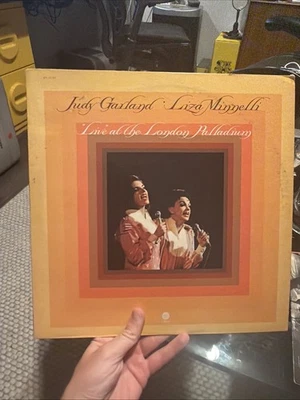 Judy Garland · Liza Minnelli
"Live" at the London Palladium